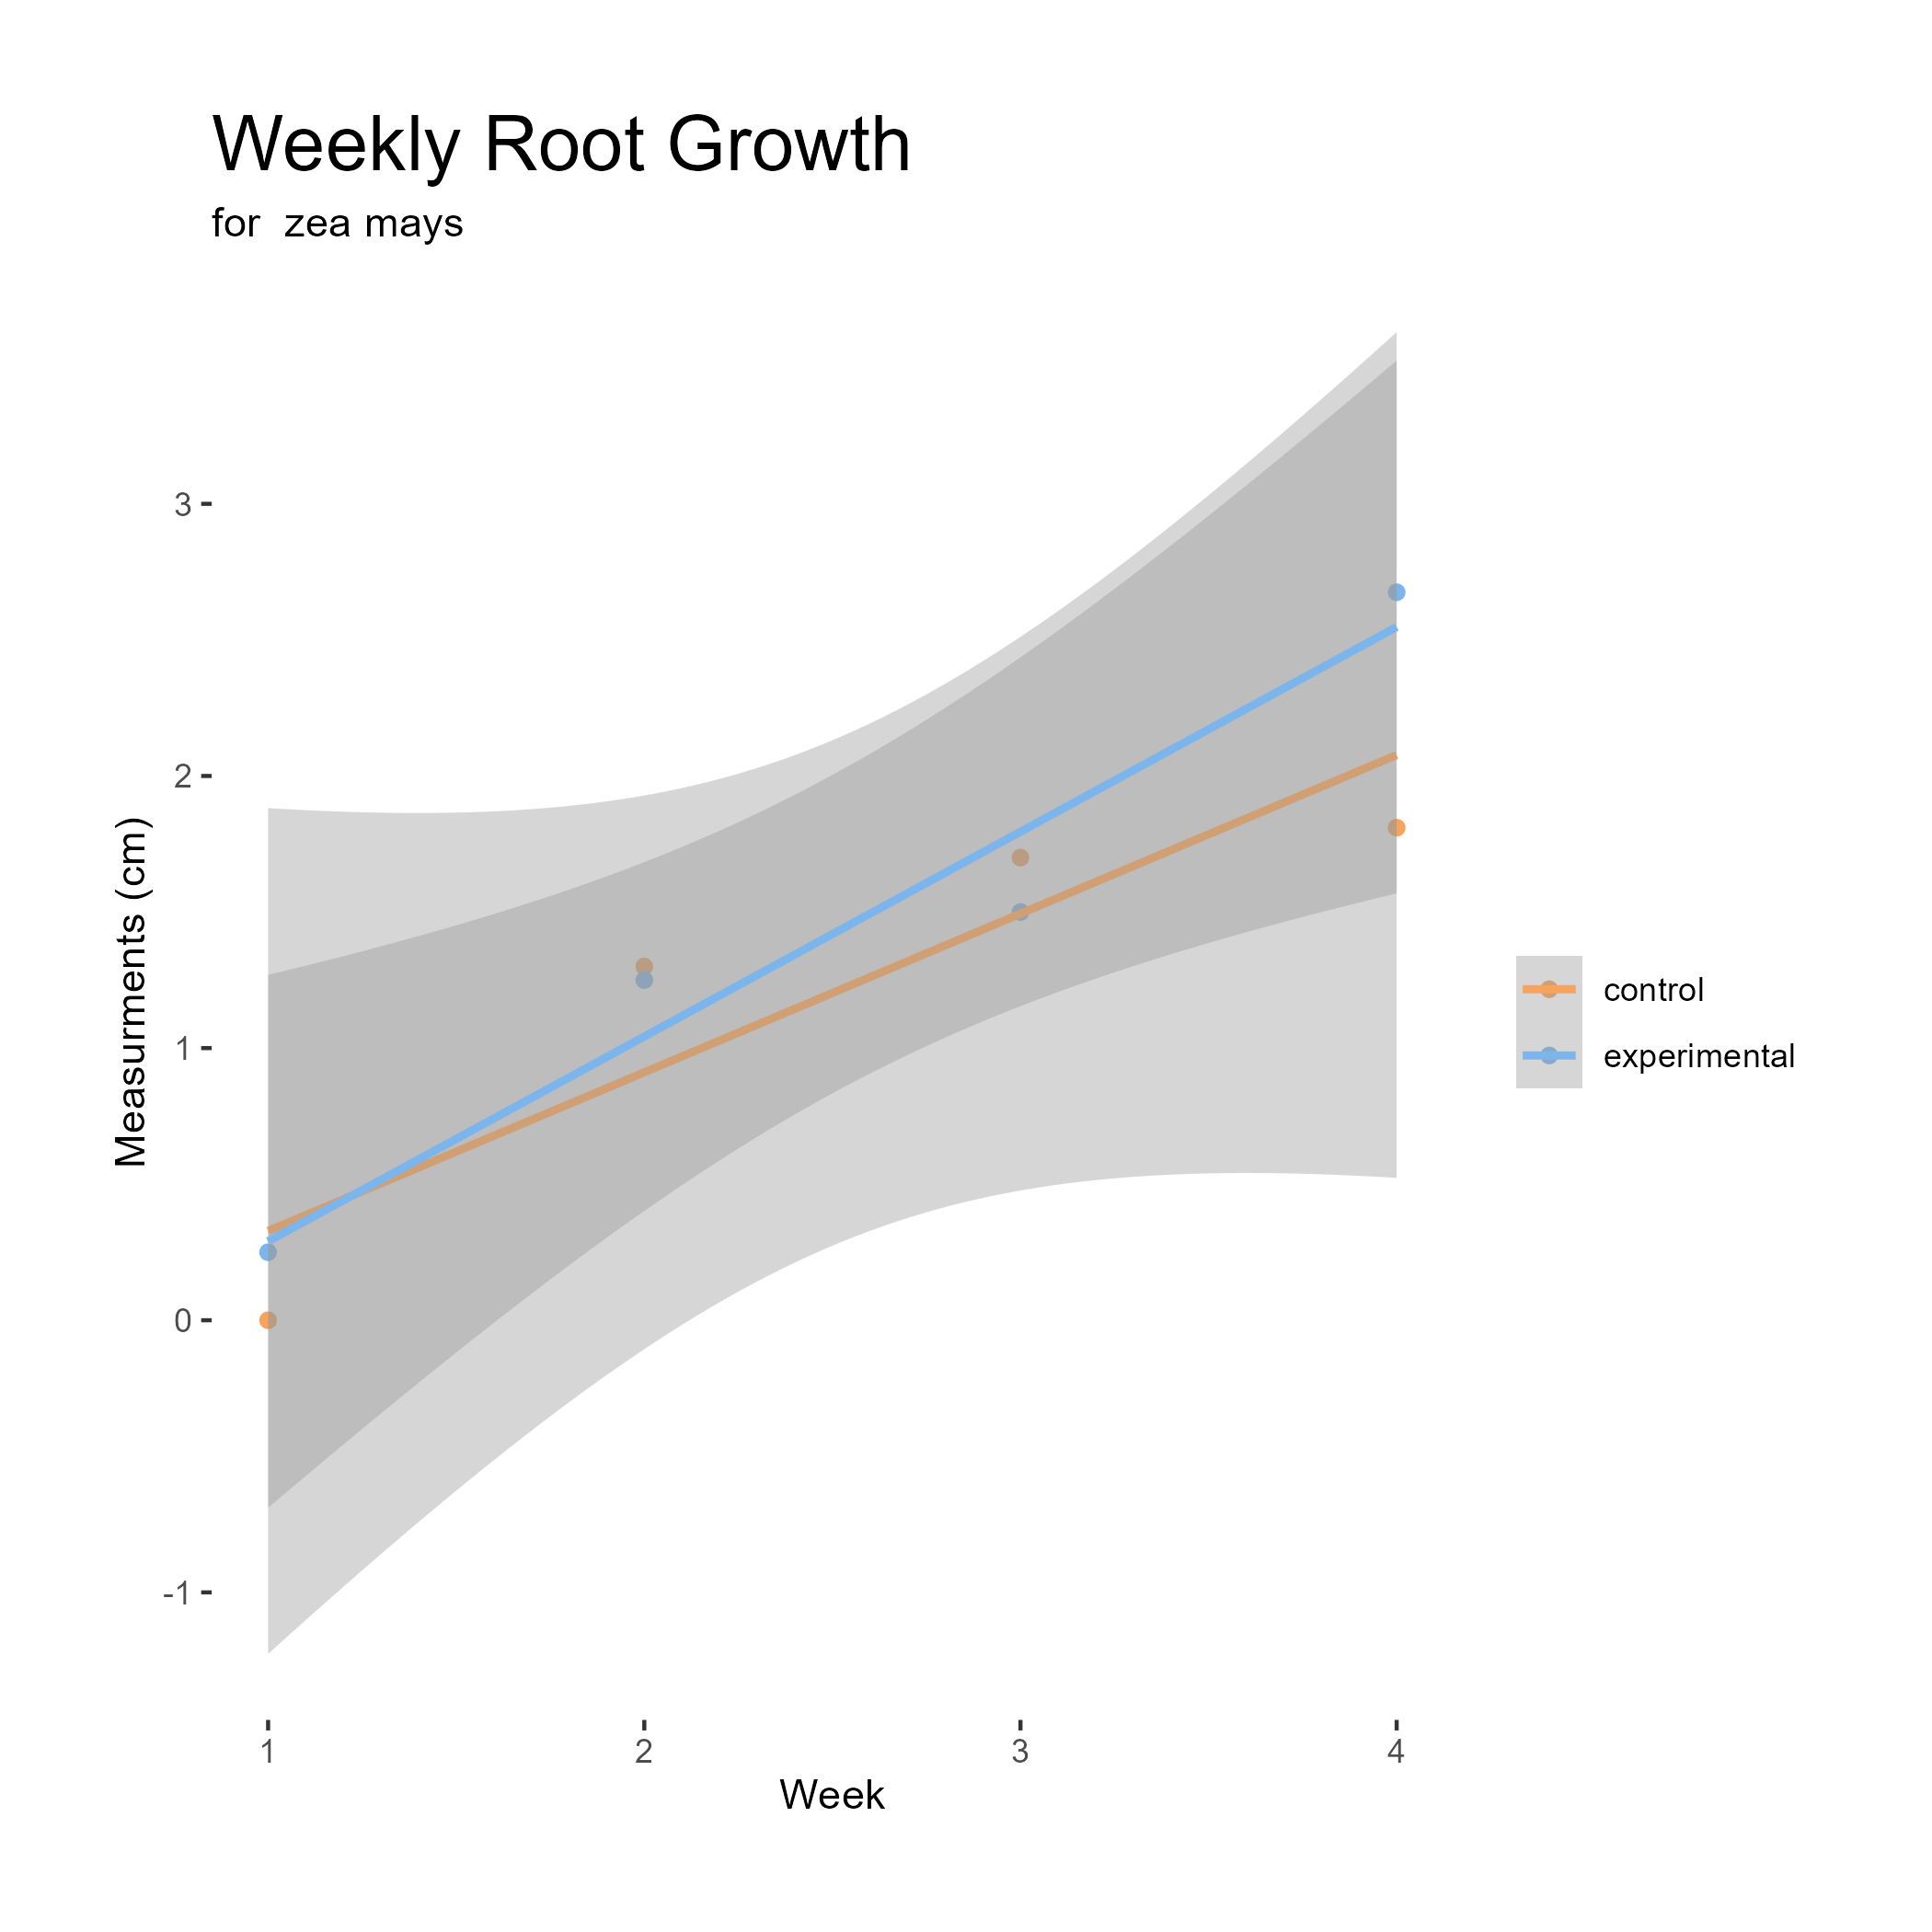 Weekly Root Growth
for  zea mays
Measurments (cm)
3
2
1
0
-1
1 2 3 4
Week
control
experimental